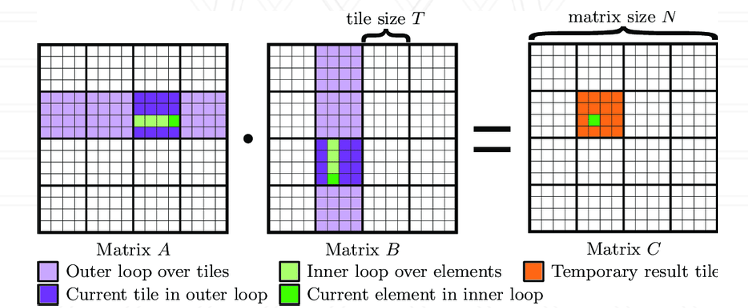 tile size T
matrix size N
Matrix A
Matrix B
Matrix C
Outer loop over tiles
Inner loop over elements
Temporary result tile
Current tile in outer loop
Current element in inner loop